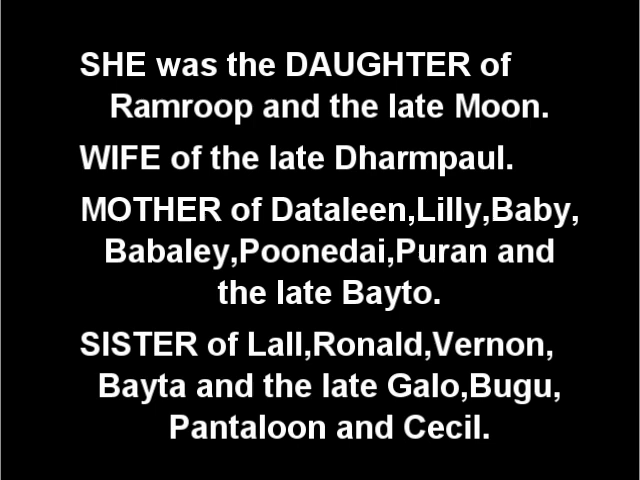 SHE was the DAUGHTER of
Ramroop and the late Moon.
WIFE of the late Dharmpaul.
MOTHER of Dataleen,Lilly,Baby,
Babaley,Poonedai,Puran and
the late Bayto.
SISTER of Lall,Ronald,Vernon,
Bayta and the late Galo,Bugu,
Pantaloon and Cecil.